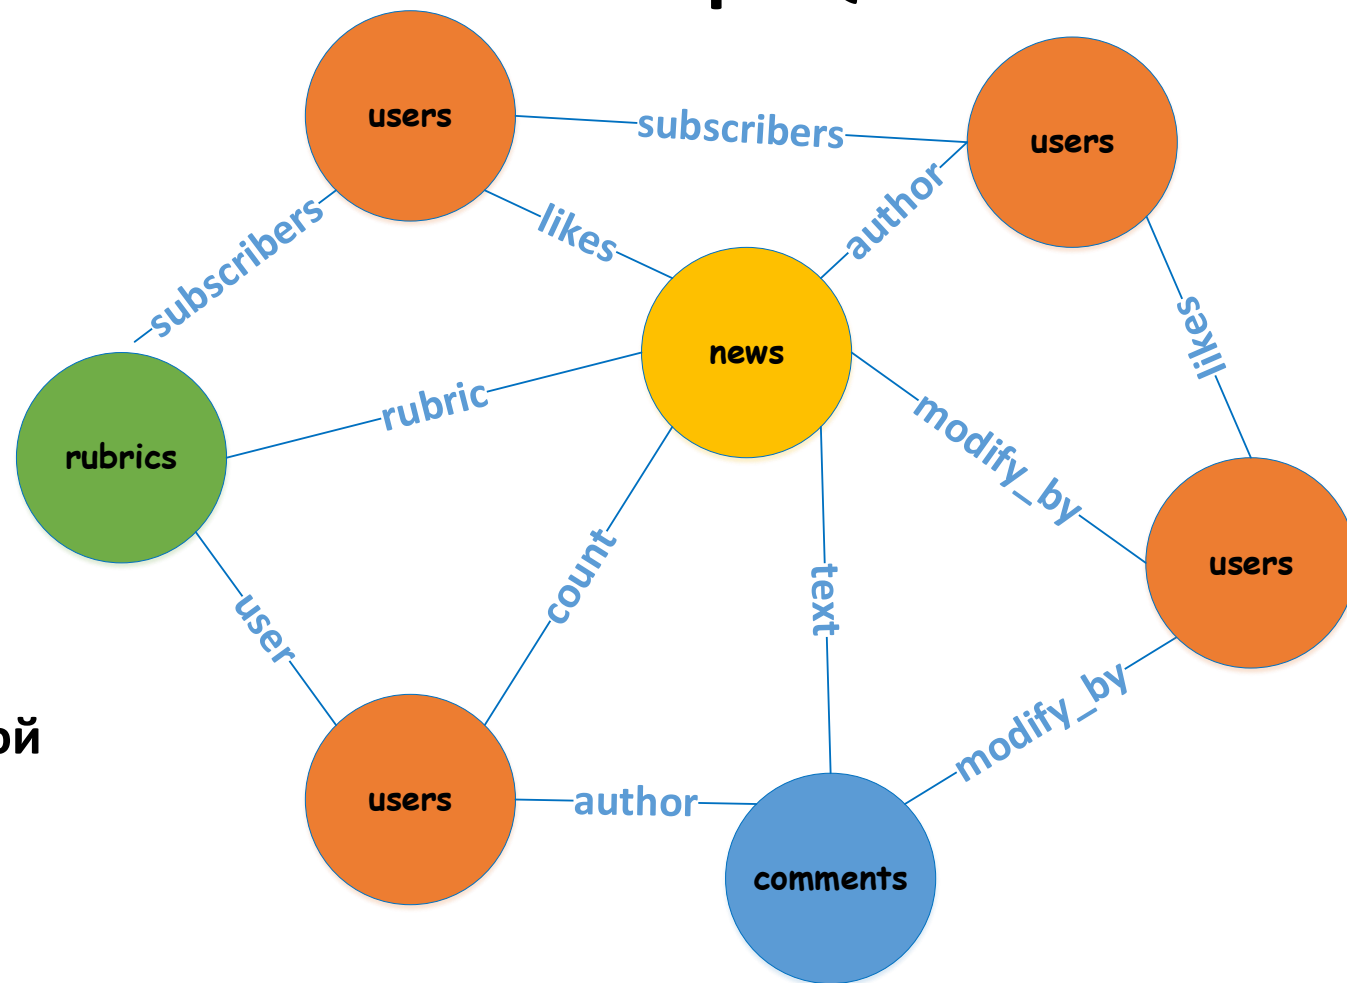 users
subscribers
users
subscribers
likes
author
news
likes
rubric
modify_by
rubrics
users
user
count
text
modify_by
ой
users
author
comments